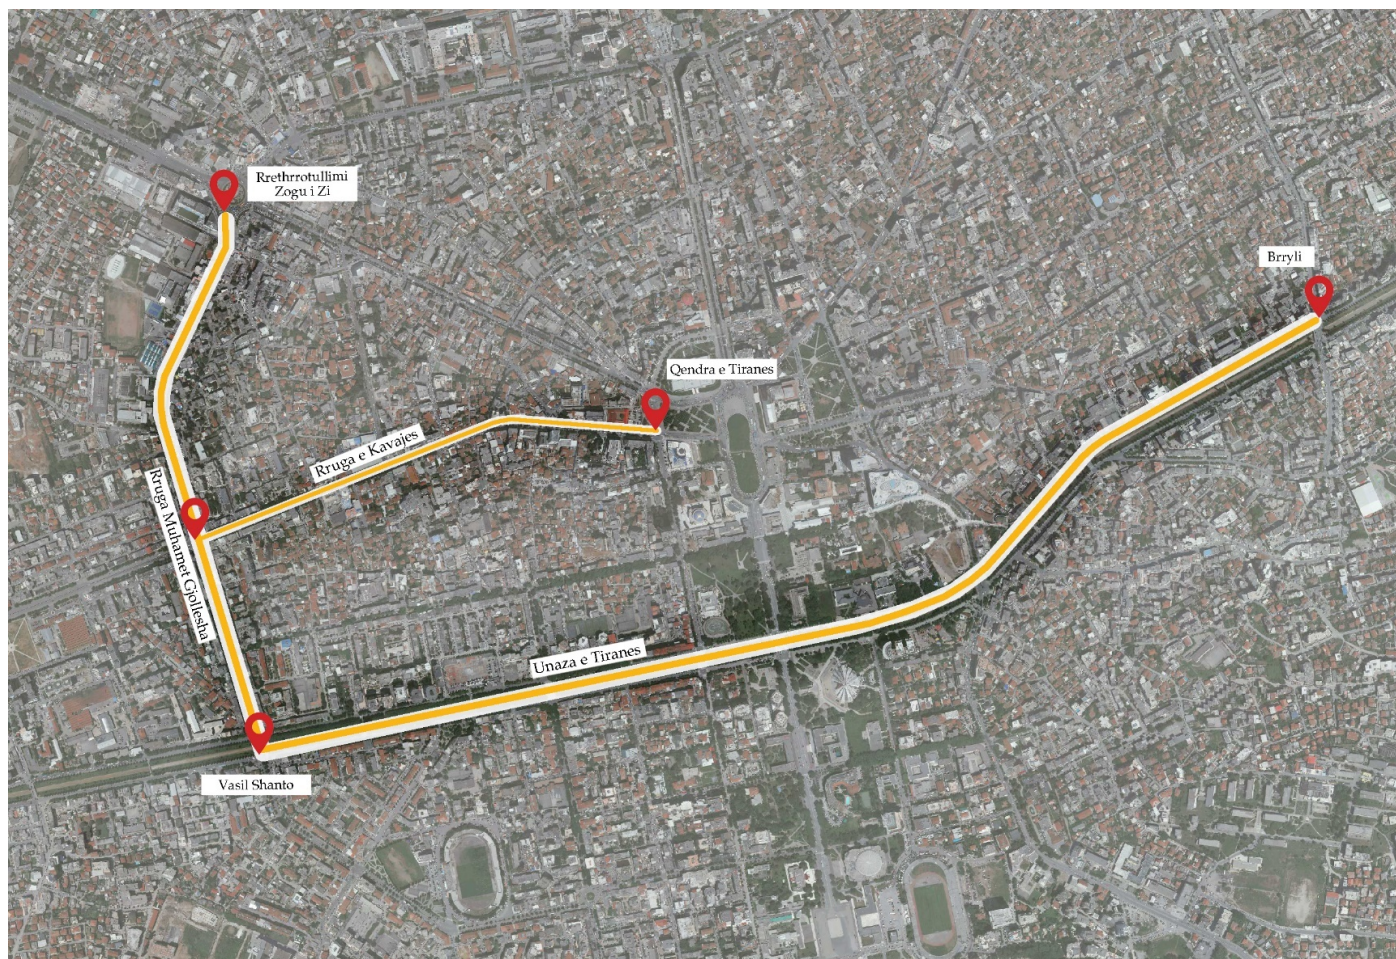 Rrethrrotullimi
Zogu i Zi
Brryli
Qendra e Tiranes
Rruga e Kavajes
Rruga Muhamet Gjollesha
Unaza e Tiranes
Vasil Shanto